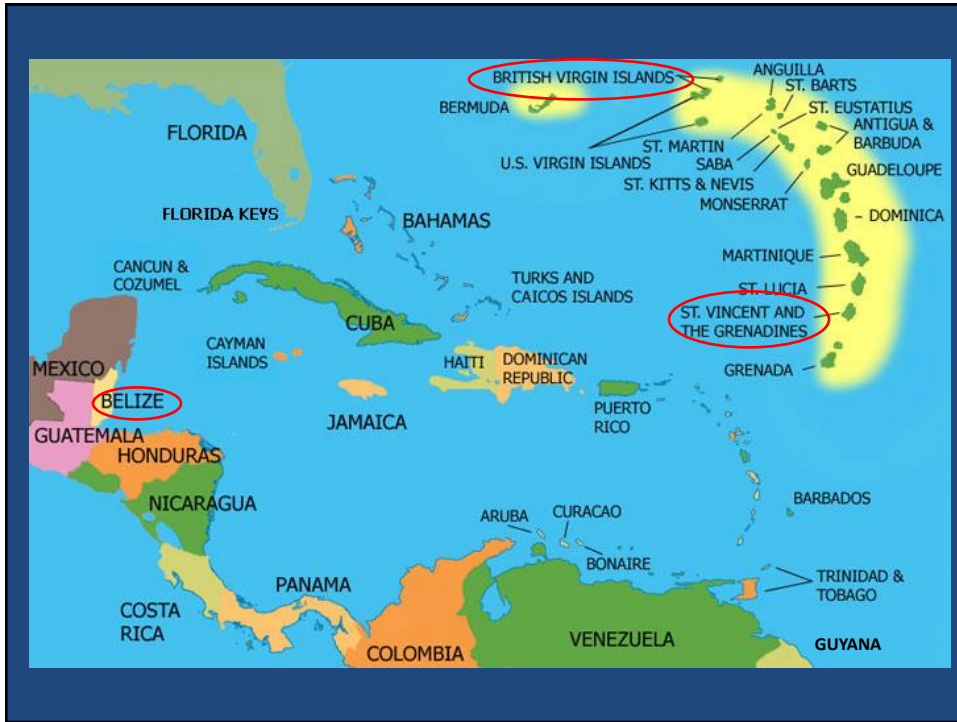 BRITISH VIRGIN ISLANDS
BERMUDA
ANGUILLA
ST. BARTS
ST. EUSTATIUS
ANTIGUA &
BARBUDA
ST. MARTIN
SABA
U.S. VIRGIN ISLANDS
ST. KITTS & NEVIS
MONSERRAT
GUADELOUPE
DOMINICA
MARTINIQUE
ST. LUCIA
ST. VINCENT AND
THE GRENADINES
GRENADA
FLORIDA
FLORIDA KEYS
BAHAMAS
CANCUN &
COZUMEL
TURKS AND
CAICOS ISLANDS
CUBA
CAYMAN
ISLANDS
HAITI
DOMINICAN
REPUBLIC
MEXICO
BELIZE
JAMAICA
PUERTO
RICO
GUATEMALA
HONDURAS
NICARAGUA
BARBADOS
ARUBA
CURACAO
BONAIRE
TRINIDAD &
TOBAGO
PANAMA
COSTA
RICA
COLOMBIA
VENEZUELA
GUYANA